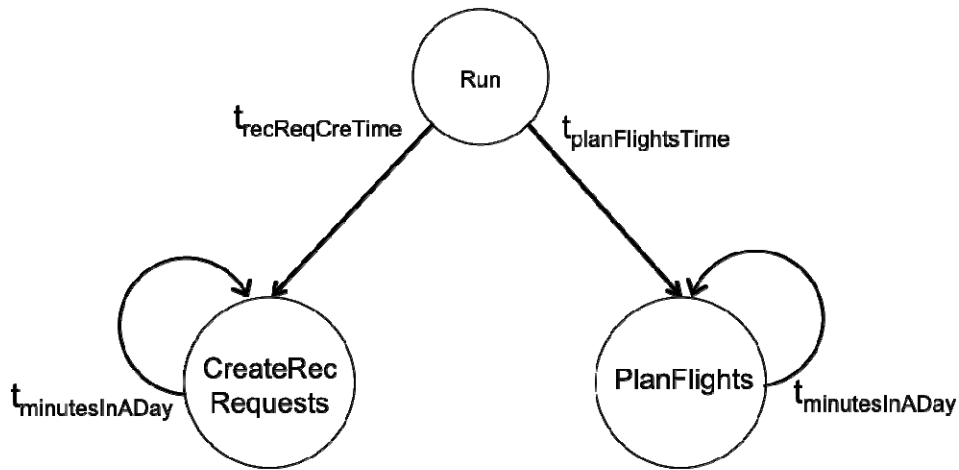 Run
t_recReqCreTime
t_planFlightsTime
CreateRec
Requests
PlanFlights
t_minutesInADay
t_minutesInADay